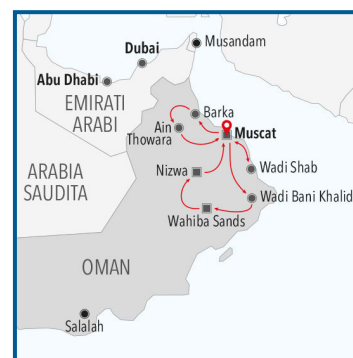 Musandam
Dubai
Abu Dhabi
EMIRATI
ARABI
Barka
Ain
Thowara
Muscat
ARABIA
SAUDITA
Nizwa
Wadi Shab
Wadi Bani Khalid
Wahiba Sands
OMAN
Salalah